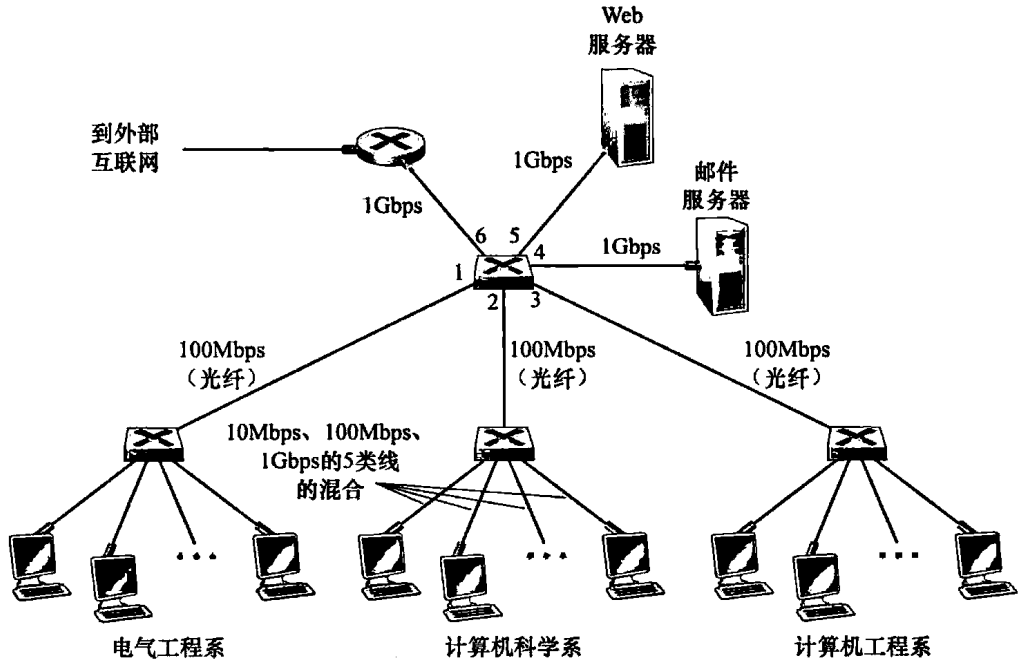 Web
服务器
到外部
互联网
1Gbps
邮件
服务器
1Gbps
1Gbps
6
5
4
1
2
3
100Mbps
(光纤)
100Mbps
(光纤)
100Mbps
(光纤)
10Mbps、100Mbps、
1Gbps的5类线
的混合
电气工程系
计算机科学系
计算机工程系